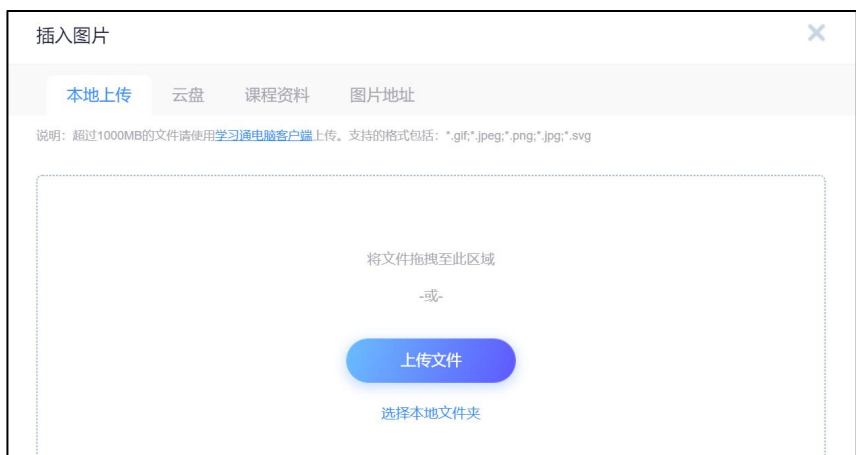 插入图片
本地上传 云盘 课程资料 图片地址
说明：超过1000MB的文件请使用学习通电脑客户端上传。支持的格式包括：*.gif;*.jpeg;*.png;*.jpg;*.svg
将文件拖拽至此区域
-或-
上传文件
选择本地文件夹